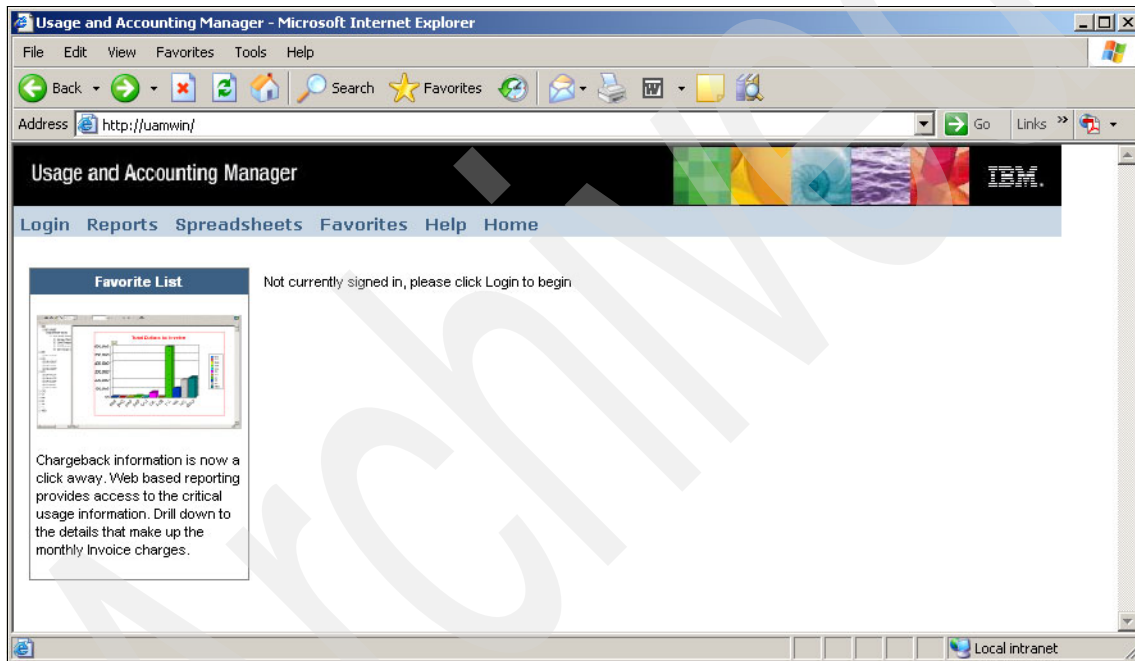 Usage and Accounting Manager - Microsoft Internet Explorer
File Edit View Favorites Tools Help
Back Search Favorites
Address http://uamwin/ Go Links »
Usage and Accounting Manager IBM.
Login Reports Spreadsheets Favorites Help Home
Favorite List
Not currently signed in, please click Login to begin
Chargeback information is now a
click away. Web based reporting
provides access to the critical
usage information. Drill down to
the details that make up the
monthly Invoice charges.
Local intranet
Archived